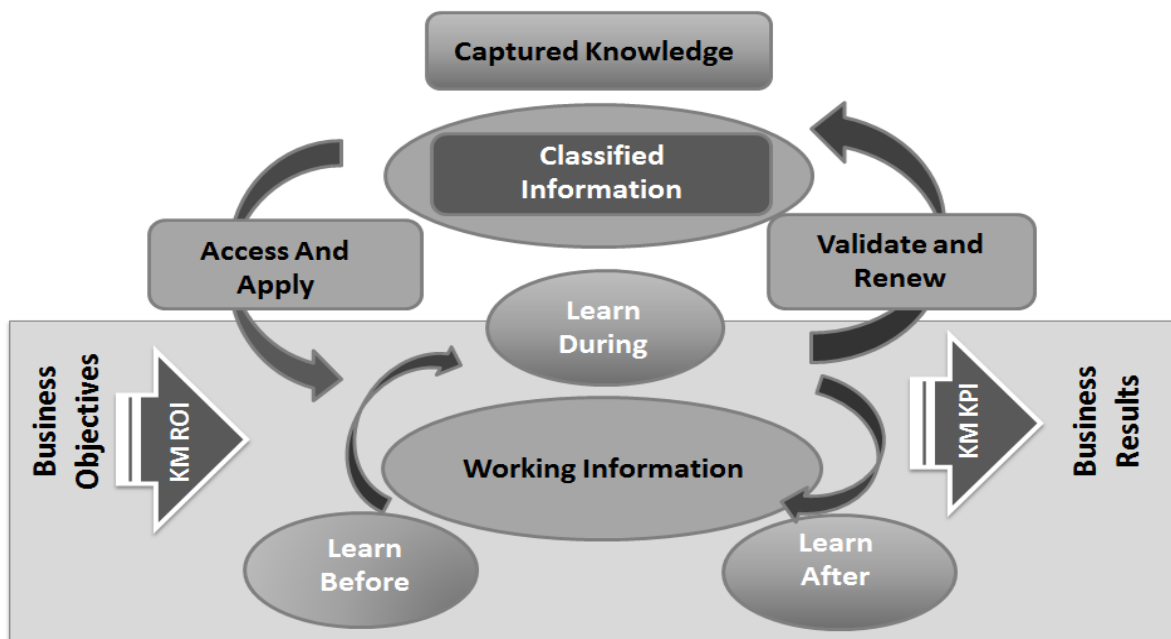 Captured Knowledge
Classified
Information
Access And
Apply
Validate and
Renew
Learn
During
Business
Objectives
KM ROI
Working Information
KM KPI
Business
Results
Learn
Before
Learn
After